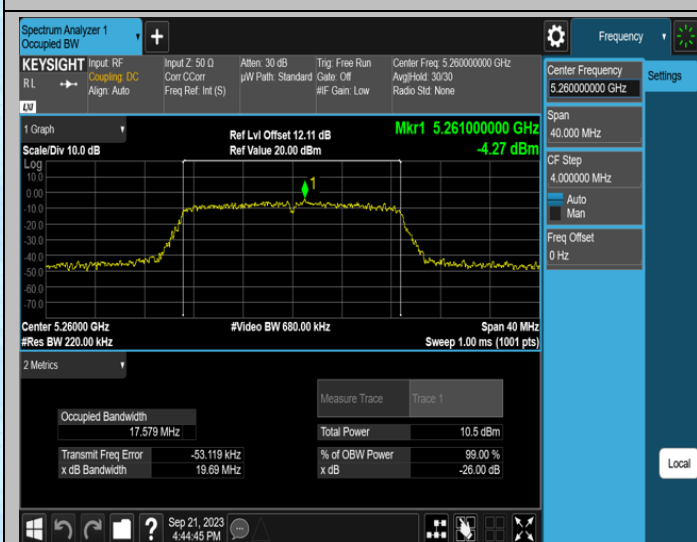 Spectrum Analyzer 1
Occupied BW
Frequency
KEYSIGHT
Input: RF
Input Z: 50 Ω
Atten: 30 dB
Trig: Free Run
Center Freq: 5.260000000 GHz
RL
Coupling: DC
Corr CCorr
µW Path: Standard
Gate: Off
Avg|Hold: 30/30
Align: Auto
Freq Ref: Int (S)
#IF Gain: Low
Radio Std: None
LXI
Center Frequency
5.260000000 GHz
Settings
Span
40.000 MHz
CF Step
4.000000 MHz
Auto
Man
Freq Offset
0 Hz
1 Graph
Ref Lvl Offset 12.11 dB
Mkr1 5.261000000 GHz
Scale/Div 10.0 dB
Ref Value 20.00 dBm
-4.27 dBm
Log
10.0
0.00
-10.0
-20.0
-30.0
-40.0
-50.0
-60.0
-70.0
1
Center 5.26000 GHz
#Video BW 680.00 kHz
Span 40 MHz
#Res BW 220.00 kHz
Sweep 1.00 ms (1001 pts)
2 Metrics
Measure Trace
Trace 1
Occupied Bandwidth
17.579 MHz
Total Power
10.5 dBm
Transmit Freq Error
-53.119 kHz
% of OBW Power
99.00 %
x dB Bandwidth
19.69 MHz
x dB
-26.00 dB
Local
?
Sep 21, 2023
4:44:45 PM